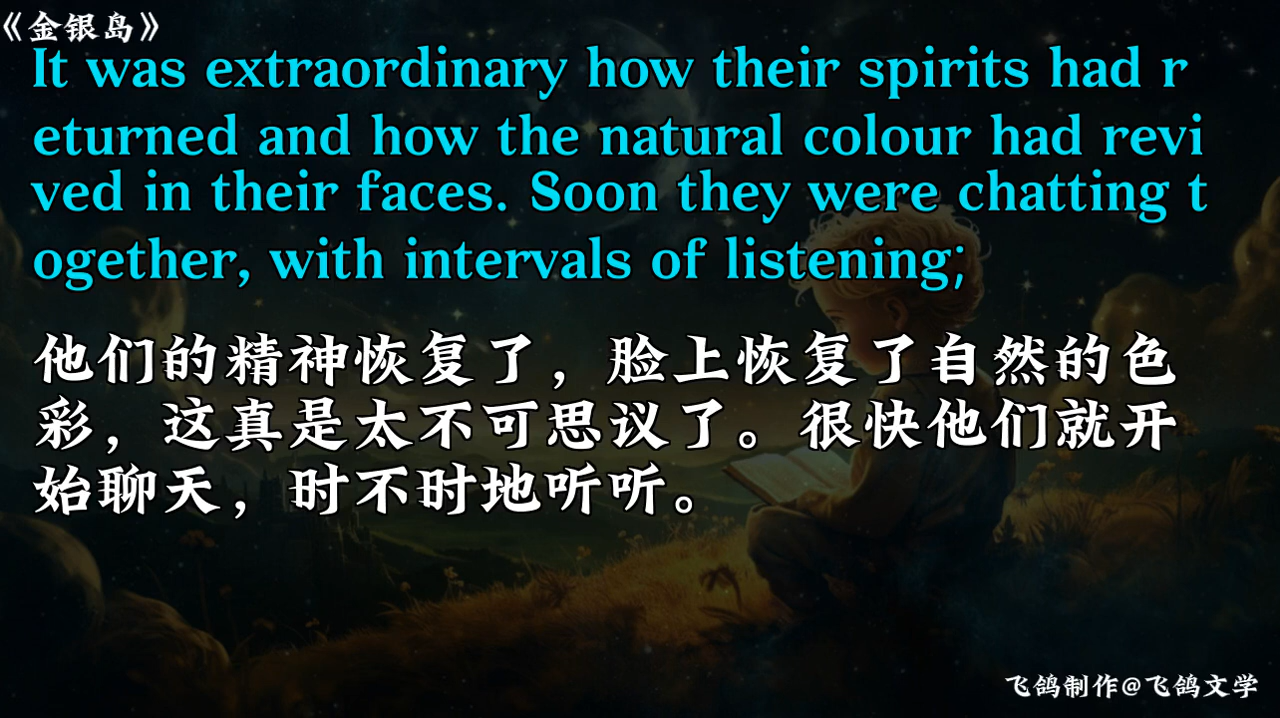 《金银岛》
It was extraordinary how their spirits had r
eturned and how the natural colour had revi
ved in their faces. Soon they were chatting t
ogether, with intervals of listening;
他们的精神恢复了，脸上恢复了自然的色
彩，这真是太不可思议了。很快他们就开
始聊天，时不时地听听。
飞鸽制作@飞鸽文学